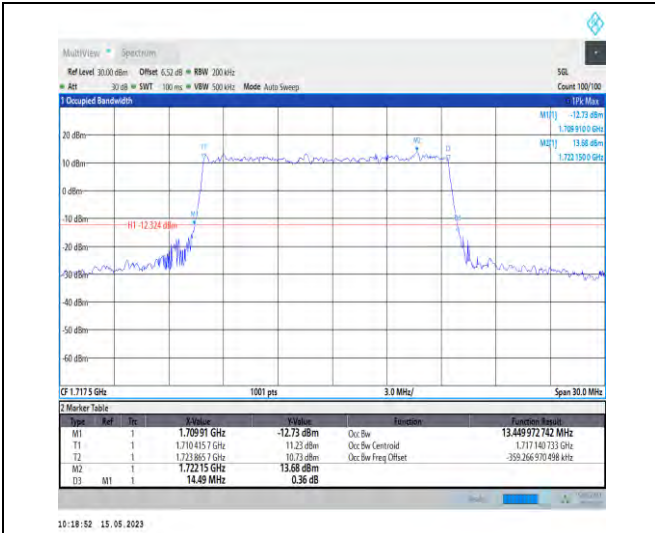 MultiView Spectrum
Ref Level 30.00 dBm Offset 6.52 dB RBW 200 kHz SGL
Att 30 dB SWT 100 ms VBW 500 kHz Mode Auto Sweep Count 100/100
1 Occupied Bandwidth 1Pk Max
M1[1] -12.73 dBm
1.709 910 0 GHz
M2[1] 13.68 dBm
1.722 150 0 GHz
20 dBm
M2
T1
10 dBm
0 dBm
-10 dBm
M1
H1 -12.324 dBm
-20 dBm
-30 dBm
-40 dBm
-50 dBm
-60 dBm
CF 1.717 5 GHz 1001 pts 3.0 MHz/ Span 30.0 MHz
2 Marker Table
Type Ref Trc X-Value Y-Value Function Function Result
M1 1 1.709 91 GHz -12.73 dBm Occ Bw 13.449 972 742 MHz
T1 1 1.710 415 7 GHz 11.23 dBm Occ Bw Centroid 1.717 140 733 GHz
T2 1 1.723 865 7 GHz 10.73 dBm Occ Bw Freq Offset -359.266 970 498 kHz
M2 1 1.722 15 GHz 13.68 dBm
D3 M1 1 14.49 MHz 0.36 dB
10:18:52 15.05.2023